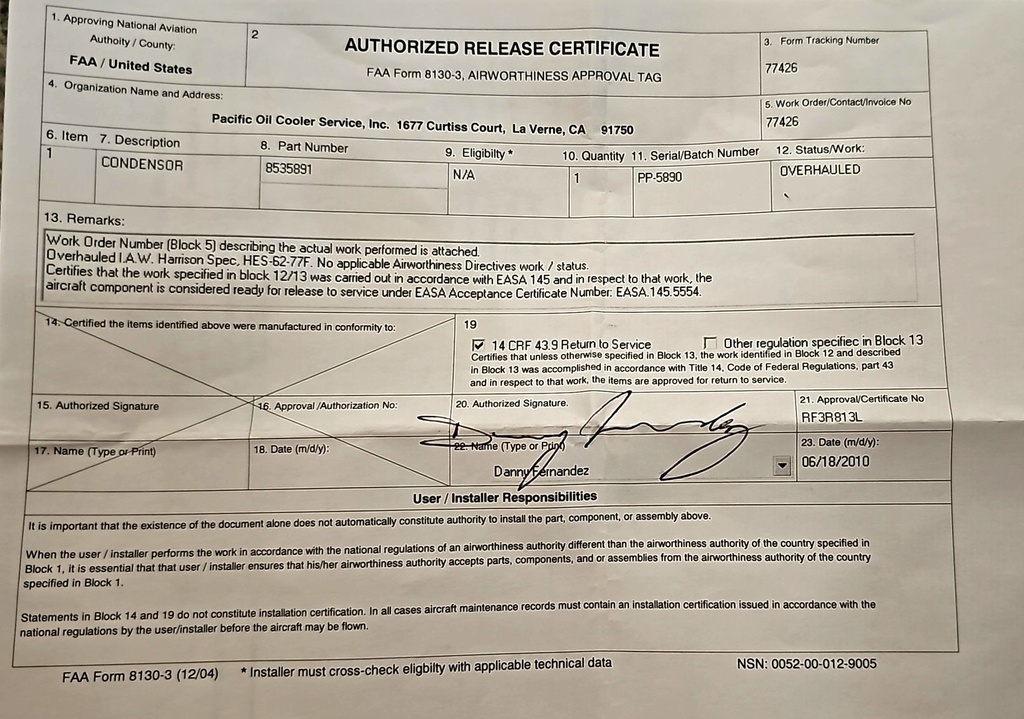 1. Approving National Aviation
Authoity / County:
FAA / United States
2
AUTHORIZED RELEASE CERTIFICATE
FAA Form 8130-3, AIRWORTHINESS APPROVAL TAG
3. Form Tracking Number
77426
4. Organization Name and Address:
Pacific Oil Cooler Service, Inc. 1677 Curtiss Court, La Verne, CA 91750
5. Work Order/Contact/Invoice No
77426
6. Item 7. Description 8. Part Number 9. Eligibilty * 10. Quantity 11. Serial/Batch Number 12. Status/Work:
1 CONDENSOR 8535891 N/A 1 PP-5890 OVERHAULED
13. Remarks:
Work Order Number (Block 5) describing the actual work performed is attached.
Overhauled I.A.W. Harrison Spec, HES-62-77F. No applicable Airworthiness Directives work / status.
Certifies that the work specified in block 12/13 was carried out in accordance with EASA 145 and in respect to that work, the
aircraft component is considered ready for release to service under EASA Acceptance Certificate Number: EASA.145.5554.
14. Certified the items identified above were manufactured in conformity to:
19
14 CRF 43.9 Return to Service Other regulation specifiec in Block 13
Certifies that unless otherwise specified in Block 13, the work identified in Block 12 and described
in Block 13 was accomplished in accordance with Title 14, Code of Federal Regulations, part 43
and in respect to that work, the items are approved for return to service.
15. Authorized Signature
16. Approval /Authorization No:
20. Authorized Signature.
Danny Fernandez
21. Approval/Certificate No
RF3R813L
17. Name (Type or Print)
18. Date (m/d/y):
22. Name (Type or Print)
Danny Fernandez
23. Date (m/d/y):
06/18/2010
User / Installer Responsibilities
It is important that the existence of the document alone does not automatically constitute authority to install the part, component, or assembly above.
When the user / installer performs the work in accordance with the national regulations of an airworthiness authority different than the airworthiness authority of the country specified in
Block 1, it is essential that that user / installer ensures that his/her airworthiness authority accepts parts, components, and or assemblies from the airworthiness authority of the country
specified in Block 1.
Statements in Block 14 and 19 do not constitute installation certification. In all cases aircraft maintenance records must contain an installation certification issued in accordance with the
national regulations by the user/installer before the aircraft may be flown.
FAA Form 8130-3 (12/04) * Installer must cross-check eligbilty with applicable technical data NSN: 0052-00-012-9005